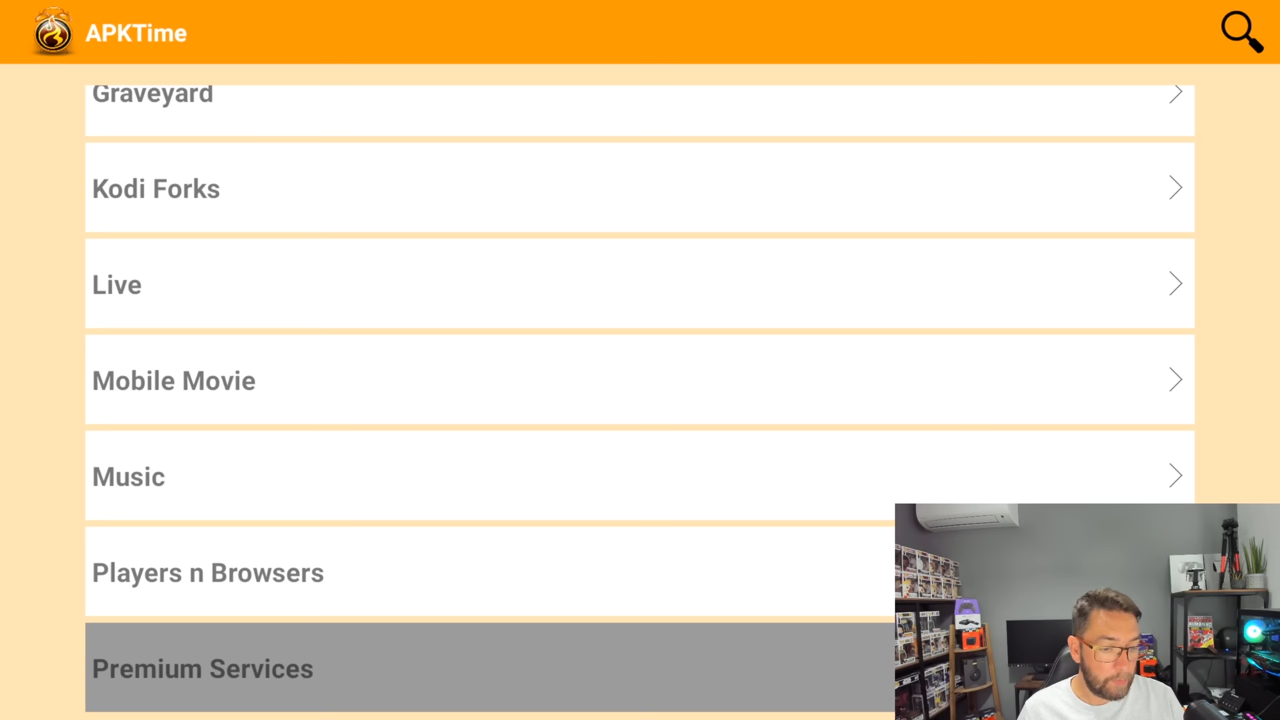 APKTime
Graveyard
Kodi Forks
Live
Mobile Movie
Music
Players n Browsers
Premium Services